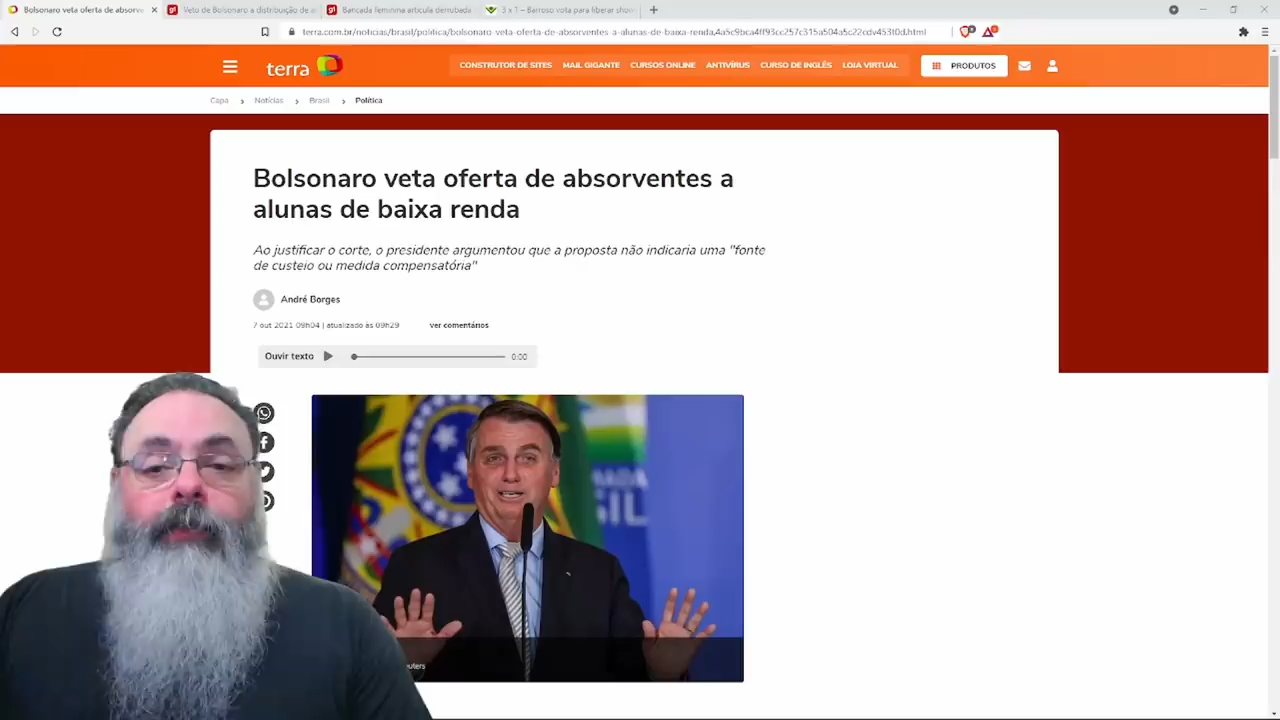 Bolsonaro veta oferta de absorve
Veto de Bolsonaro a distribuição de a
Bancada feminina articula derrubada
3 x 1 – Barroso vota para liberar show
terra.com.br/noticias/brasil/politica/bolsonaro-veta-oferta-de-absorventes-a-alunas-de-baixa-renda,4a5c9bca4ff93cc257c315a504a5c22cdv453t0d.html
terra
CONSTRUTOR DE SITES
MAIL GIGANTE
CURSOS ONLINE
ANTIVÍRUS
CURSO DE INGLÊS
LOJA VIRTUAL
PRODUTOS
Capa > Notícias > Brasil > Política
Bolsonaro veta oferta de absorventes a
alunas de baixa renda
Ao justificar o corte, o presidente argumentou que a proposta não indicaria uma "fonte
de custeio ou medida compensatória"
André Borges
7 out 2021 09h04 | atualizado às 09h29
ver comentários
Ouvir texto
0:00